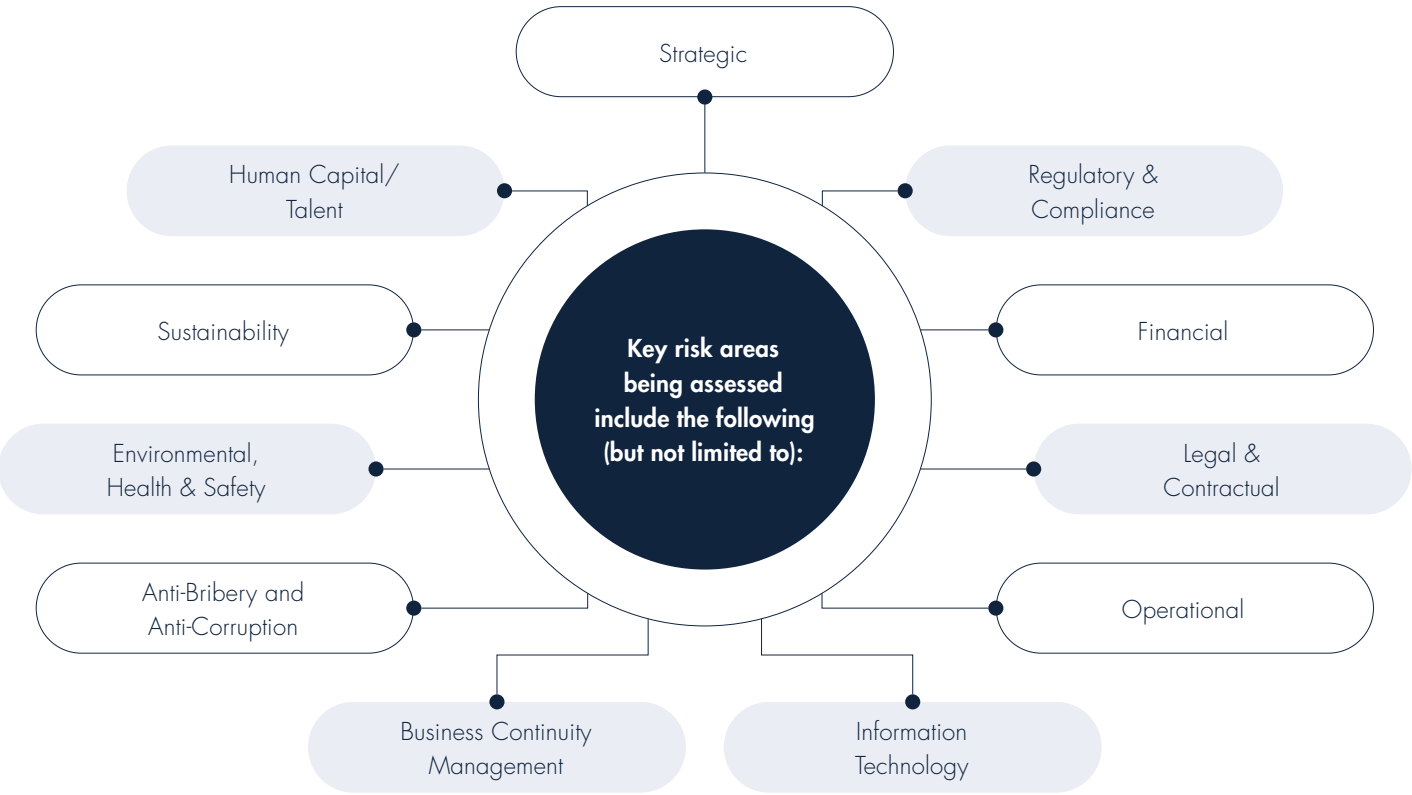 Strategic
Human Capital/
Talent
Regulatory &
Compliance
Sustainability
Financial
Key risk areas
being assessed
include the following
(but not limited to):
Environmental,
Health & Safety
Legal &
Contractual
Anti-Bribery and
Anti-Corruption
Operational
Business Continuity
Management
Information
Technology